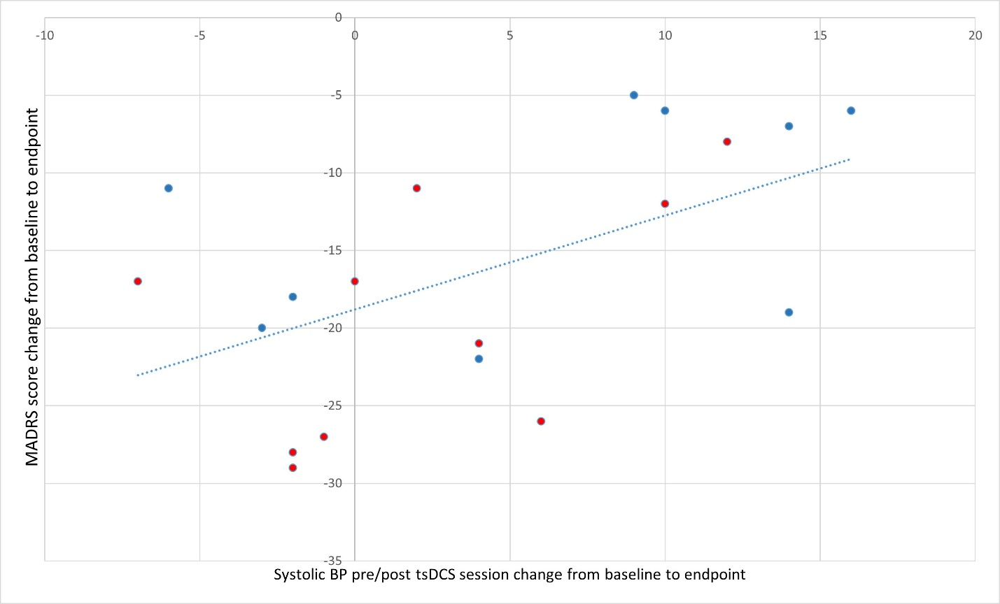 0
-10 -5 0 5 10 15 20
-5
-10
-15
-20
-25
-30
-35
MADRS score change from baseline to endpoint
Systolic BP pre/post tsDCS session change from baseline to endpoint